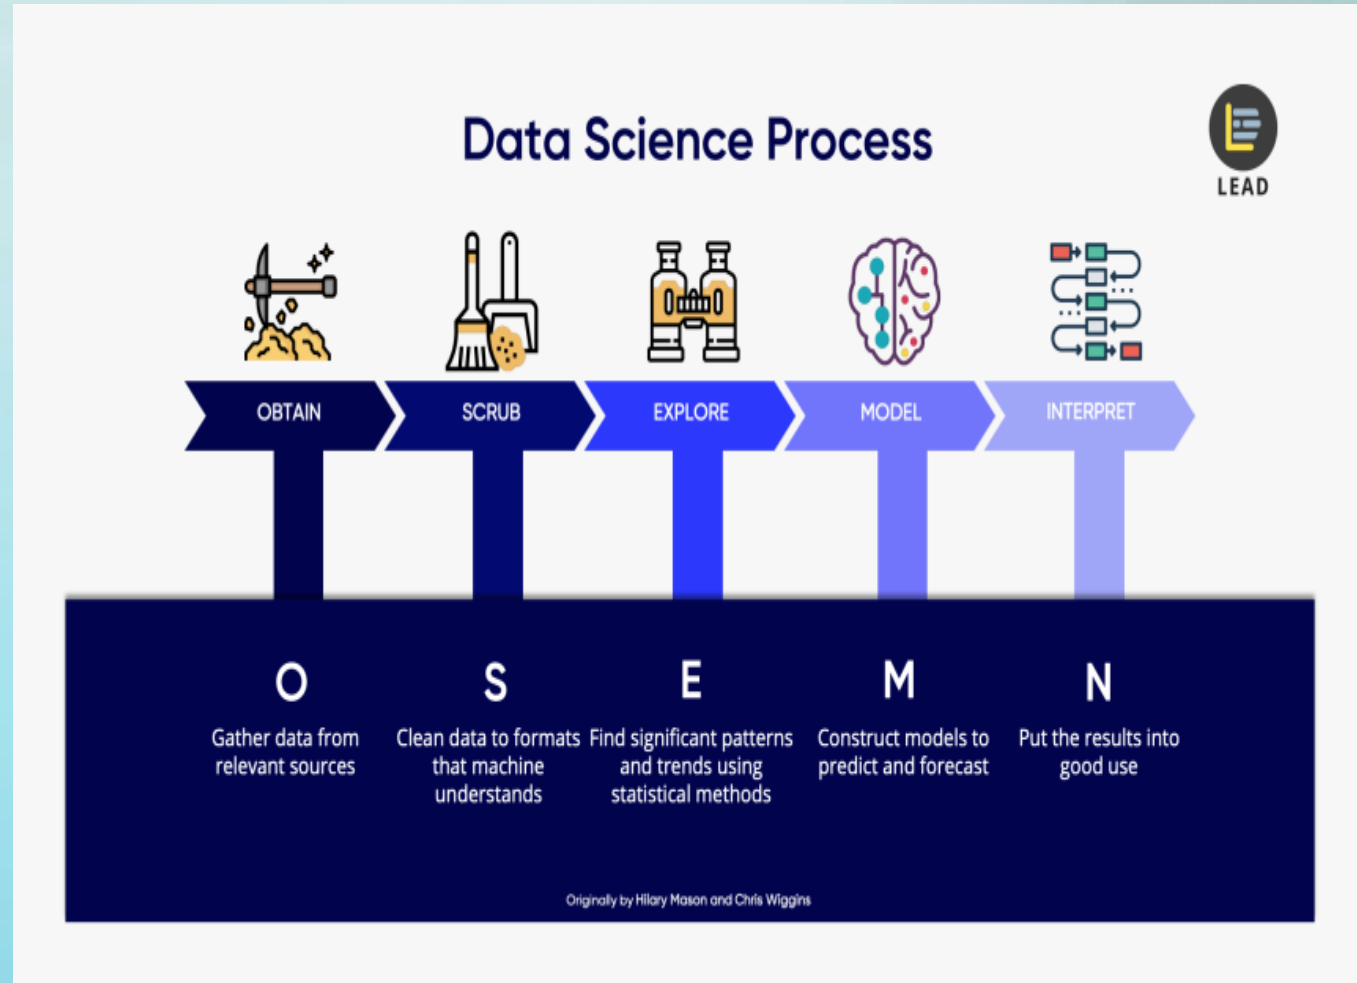 Data Science Process
LEAD
OBTAIN
SCRUB
EXPLORE
MODEL
INTERPRET
O
Gather data from
relevant sources
S
Clean data to formats
that machine
understands
E
Find significant patterns
and trends using
statistical methods
M
Construct models to
predict and forecast
N
Put the results into
good use
Originally by Hilary Mason and Chris Wiggins